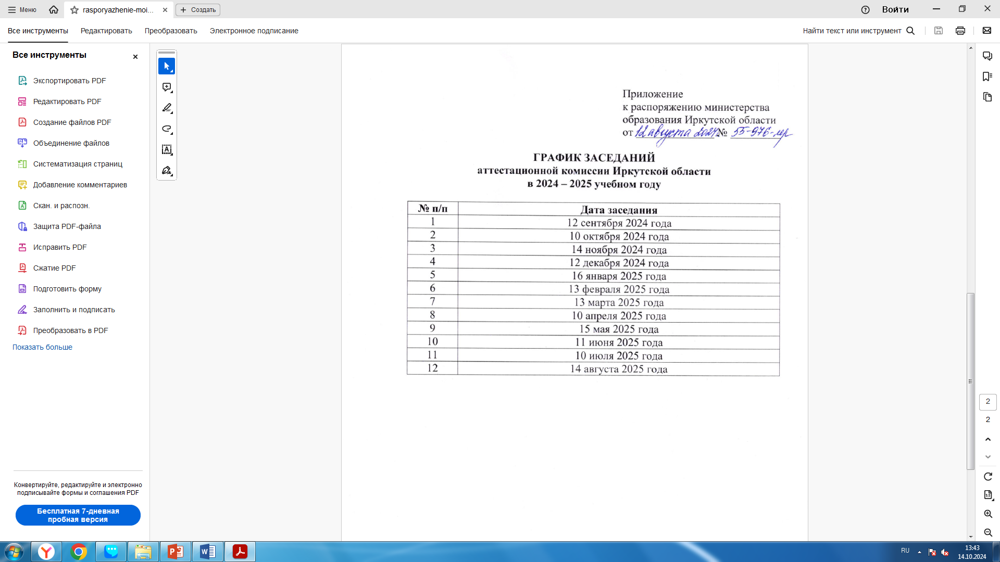 Меню
rasporyazhenie-moi...
Создать
Войти
Все инструменты
Редактировать
Преобразовать
Электронное подписание
Найти текст или инструмент
Все инструменты
Экспортировать PDF
Редактировать PDF
Создание файлов PDF
Объединение файлов
Систематизация страниц
Добавление комментариев
Скан. и распозн.
Защита PDF-файла
Исправить PDF
Сжатие PDF
Подготовить форму
Заполнить и подписать
Преобразовать в PDF
Показать больше
Конвертируйте, редактируйте и электронно
подписывайте формы и соглашения PDF
Бесплатная 7-дневная
пробная версия
Приложение
к распоряжению министерства
образования Иркутской области
от 12 августа 2024 № 55-976-мр
ГРАФИК ЗАСЕДАНИЙ
аттестационной комиссии Иркутской области
в 2024 – 2025 учебном году
№ п/п Дата заседания
1 12 сентября 2024 года
2 10 октября 2024 года
3 14 ноября 2024 года
4 12 декабря 2024 года
5 16 января 2025 года
6 13 февраля 2025 года
7 13 марта 2025 года
8 10 апреля 2025 года
9 15 мая 2025 года
10 11 июня 2025 года
11 10 июля 2025 года
12 14 августа 2025 года
2
2
RU
13:43
14.10.2024